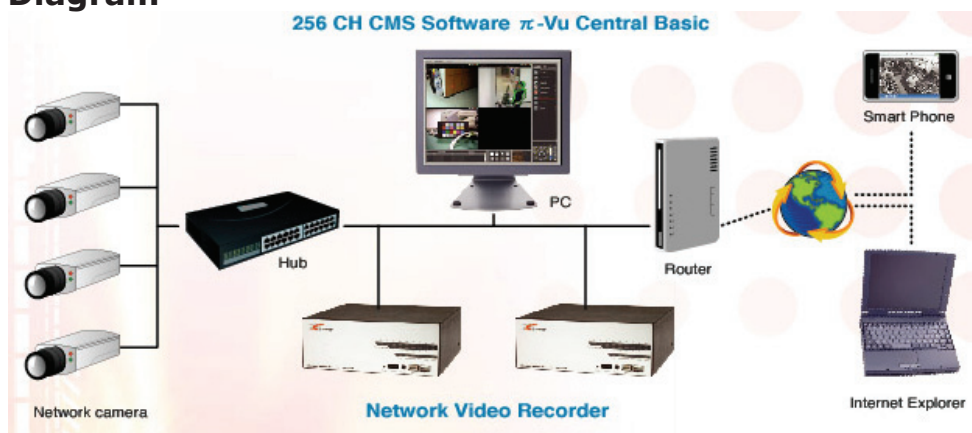 Diagram
256 CH CMS Software π-Vu Central Basic
Smart Phone
PC
Hub
Router
Network camera
Network Video Recorder
Internet Explorer